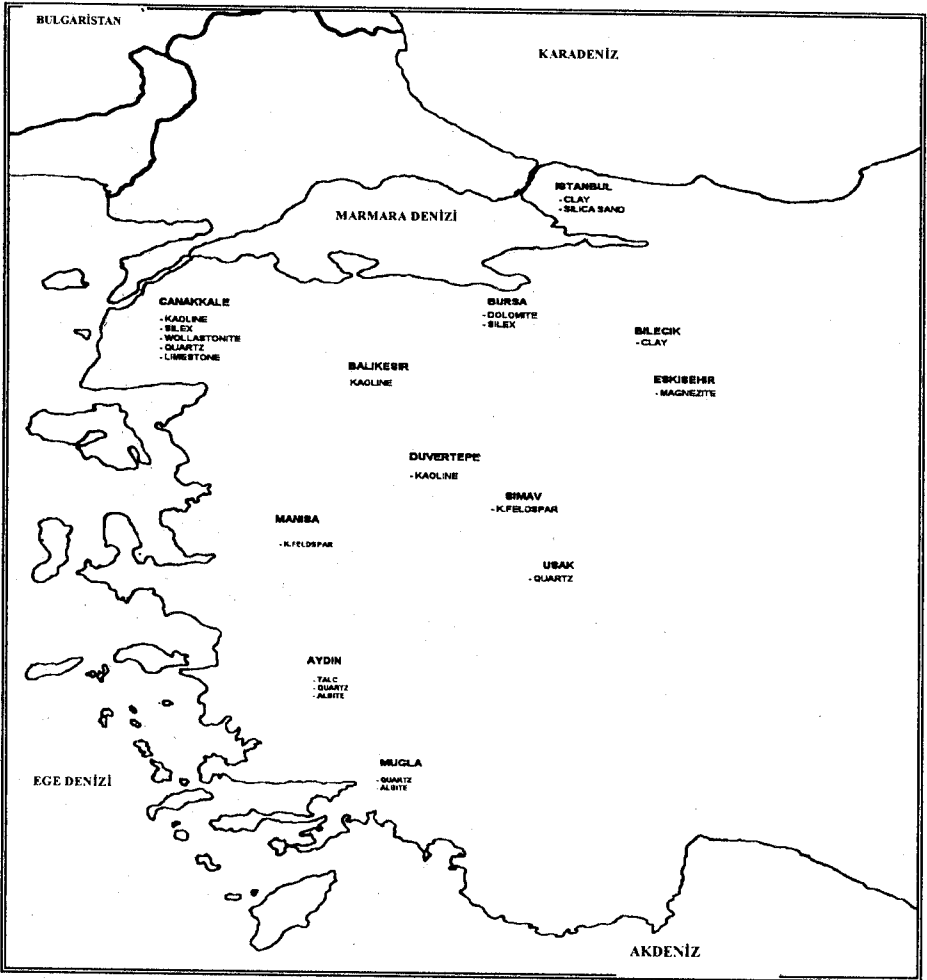 BULGARİSTAN
KARADENİZ
ISTANBUL
- CLAY
- SILICA SAND
MARMARA DENİZİ
CANAKKALE
- KAOLINE
- SILEX
- WOLLASTONITE
- QUARTZ
- LIMESTONE
BURSA
- DOLOMITE
- SILEX
BILECIK
- CLAY
BALIKESIR
KAOLINE
ESKISEHIR
- MAGNEZITE
DUVERTEPE
- KAOLINE
SIMAV
- K.FELDSPAR
MANISA
- K.FELDSPAR
USAK
- QUARTZ
AYDIN
- TALC
- QUARTZ
- ALBITE
MUGLA
- QUARTZ
- ALBITE
EGE DENİZİ
AKDENİZ